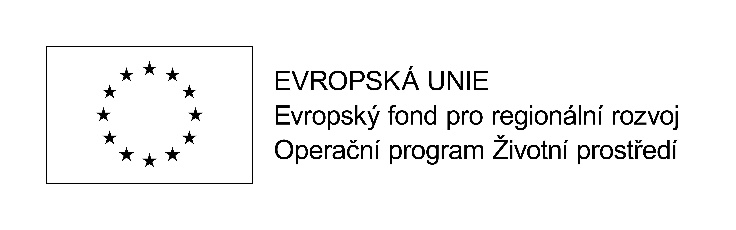 EVROPSKÁ UNIE
Evropský fond pro regionální rozvoj
Operační program Životní prostředí